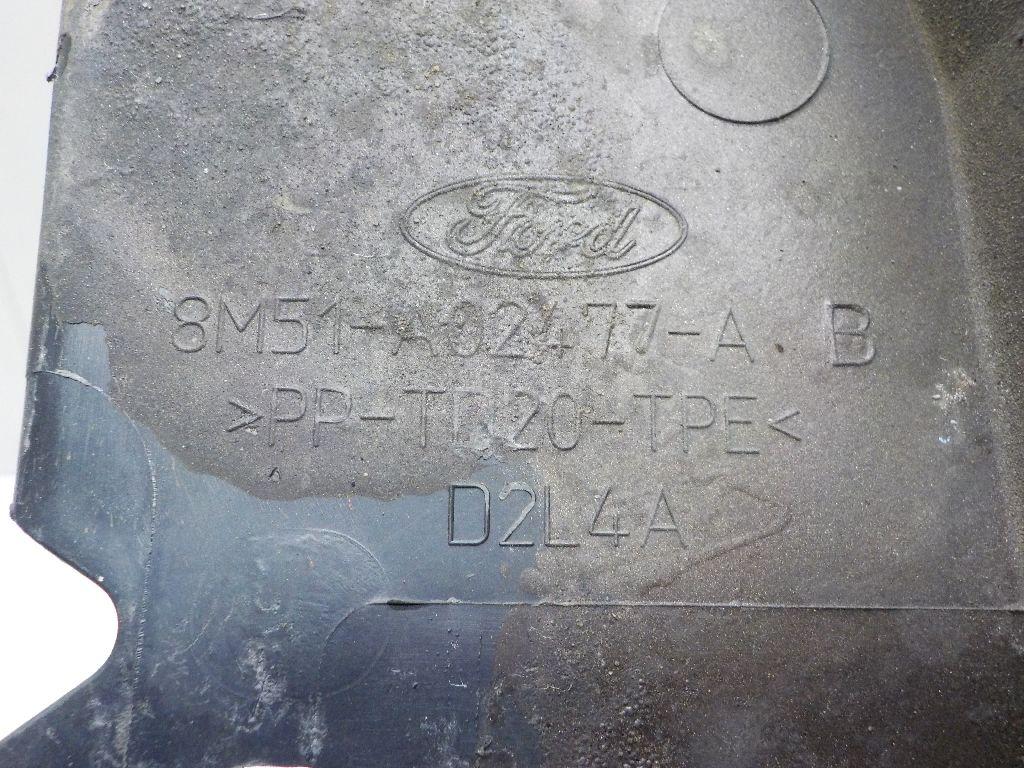 Ford
8M51-A02477-A B
>PP-TD20-TPE<
D2L4A